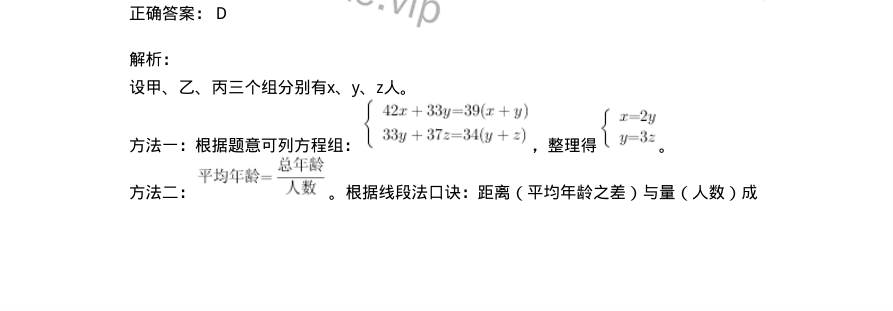 正确答案： D
解析：
设甲、乙、丙三个组分别有x、y、z人。
方法一：根据题意可列方程组： { 42x + 33y=39(x + y) 33y + 37z=34(y + z) ，整理得 { x=2y y=3z 。
方法二： 平均年龄=总年龄/人数 。根据线段法口诀：距离（平均年龄之差）与量（人数）成